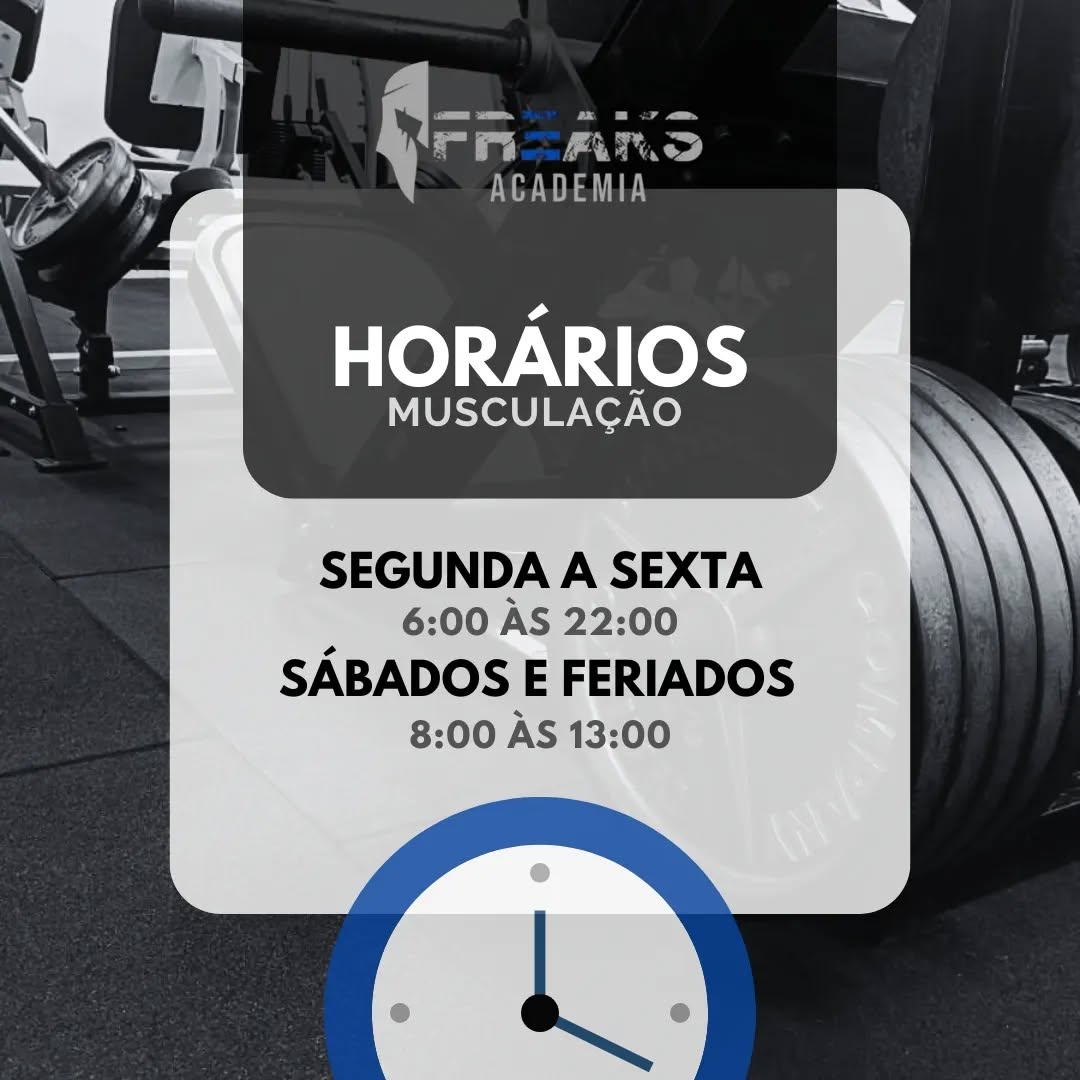 FREAKS
ACADEMIA
HORÁRIOS
MUSCULAÇÃO
SEGUNDA A SEXTA
6:00 ÀS 22:00
SÁBADOS E FERIADOS
8:00 ÀS 13:00